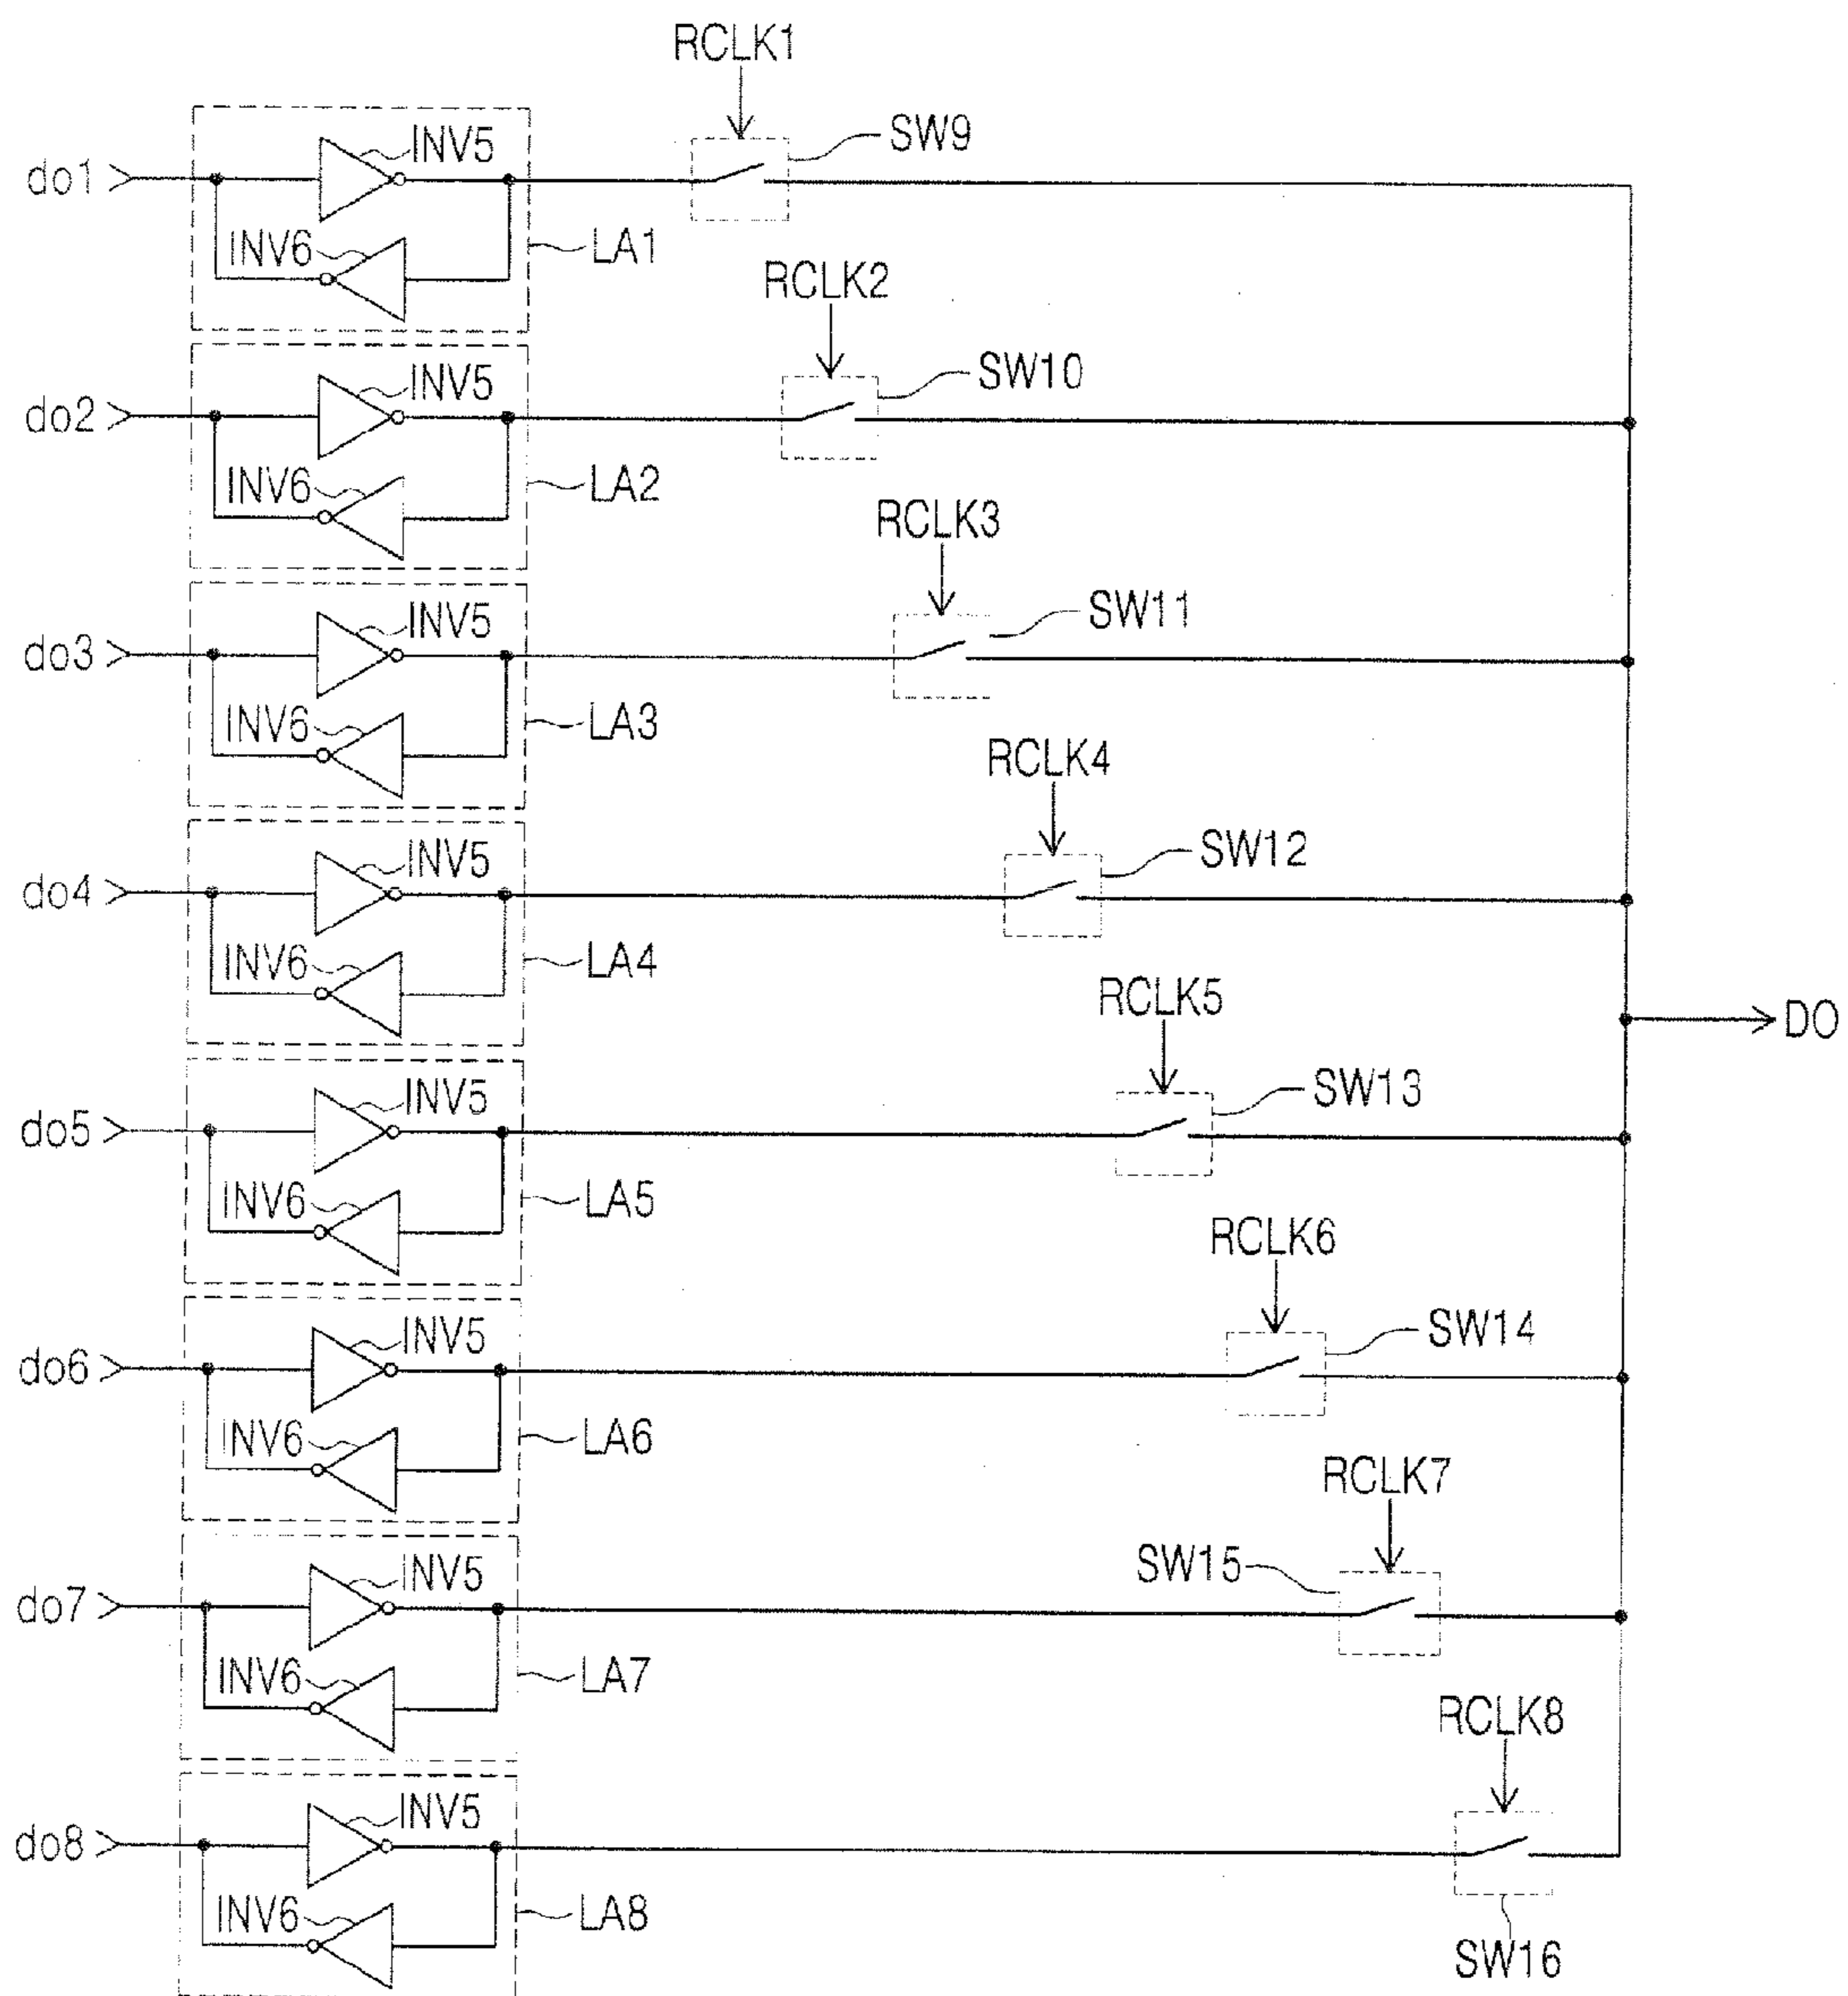 RCLK1
INV5
SW9
do1
INV6
LA1
RCLK2
INV5
SW10
do2
INV6
LA2
RCLK3
INV5
SW11
do3
INV6
LA3
RCLK4
INV5
SW12
do4
INV6
LA4
RCLK5
DO
INV5
SW13
do5
INV6
LA5
RCLK6
INV5
SW14
do6
INV6
LA6
RCLK7
INV5
SW15
do7
INV6
LA7
RCLK8
INV5
do8
INV6
LA8
SW16